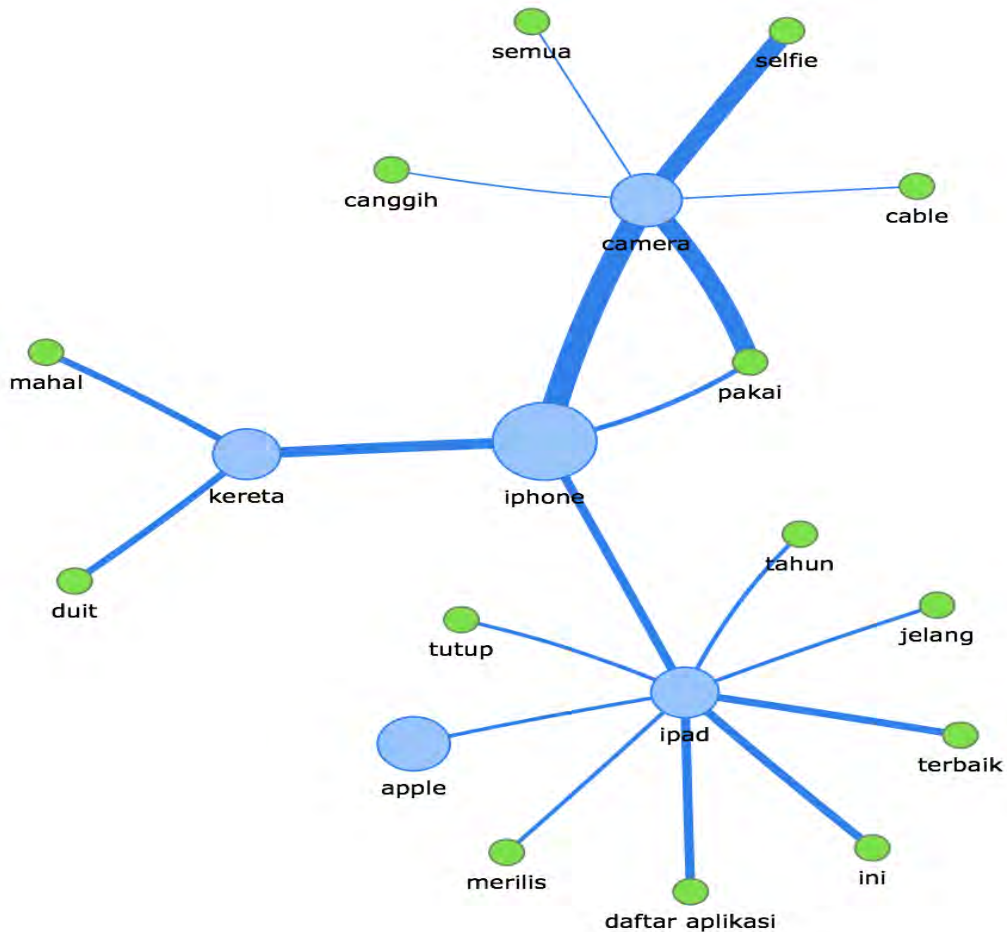 semua
selfie
canggih
cable
camera
mahal
pakai
kereta
iphone
tahun
duit
jelang
tutup
ipad
terbaik
apple
merilis
ini
daftar aplikasi